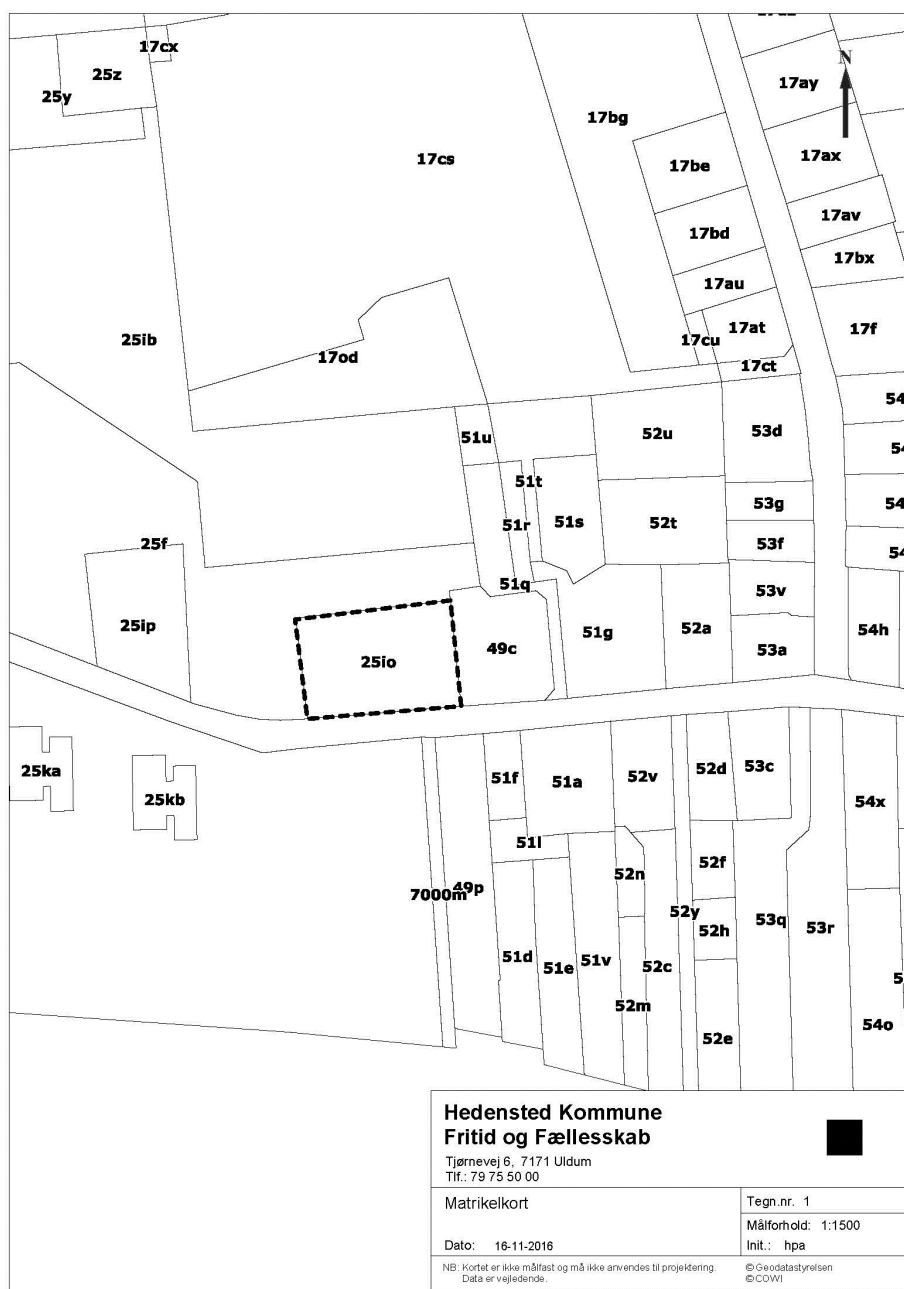 17cx
25z
25y
17ay
N
17bg
17cs
17be
17ax
17av
17bd
17bx
17au
25ib
17od
17at
17cu
17f
17ct
51u
52u
53d
51t
53g
51r
51s
52t
53f
25f
51q
53v
25ip
51g
52a
54h
25io
49c
53a
25ka
25kb
51f
51a
52v
52d
53c
54x
51l
52f
52n
49p
7000m
52y
52h
53q
53r
51d
51e
51v
52c
52m
52e
54o
Hedensted Kommune
Fritid og Fællesskab
Tjørnevej 6, 7171 Uldum
Tlf.: 79 75 50 00
Matrikelkort
Tegn.nr. 1
Målforhold: 1:1500
Dato: 16-11-2016
Init.: hpa
NB: Kortet er ikke målfast og må ikke anvendes til projektering.
Data er vejledende.
© Geodatastyrelsen
© COWI